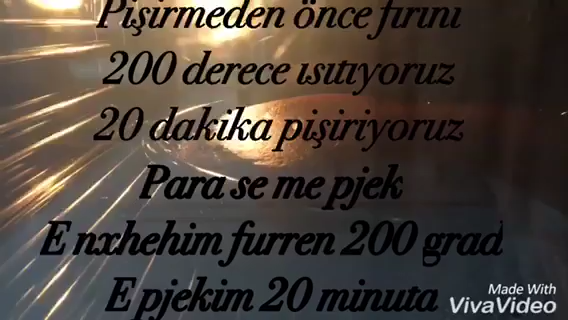 Pişirmeden önce fırını
200 derece ısıtıyoruz
20 dakika pişiriyoruz
Para se me pjek
E nxhehim furren 200 grad
E pjekim 20 minuta
Made With
VivaVideo